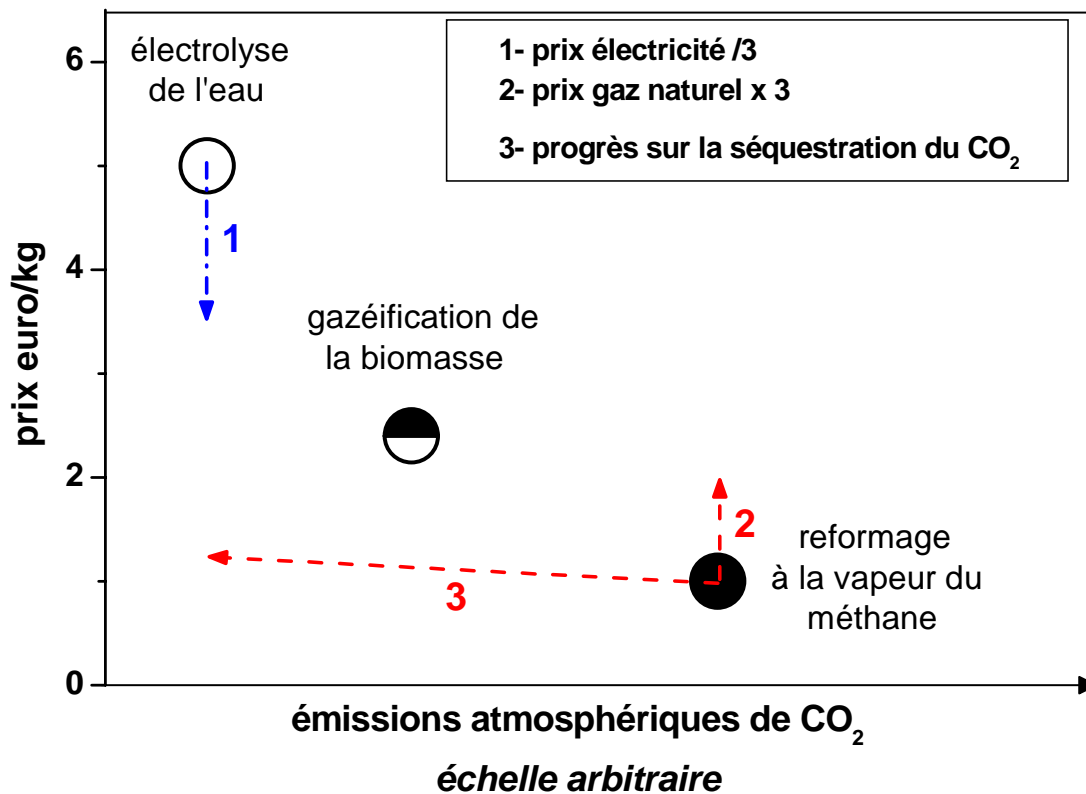 électrolyse
de l'eau
1- prix électricité /3
2- prix gaz naturel x 3
3- progrès sur la séquestration du CO₂
6
4
2
0
prix euro/kg
1
gazéification de
la biomasse
2
3
reformage
à la vapeur du
méthane
émissions atmosphériques de CO₂
échelle arbitraire